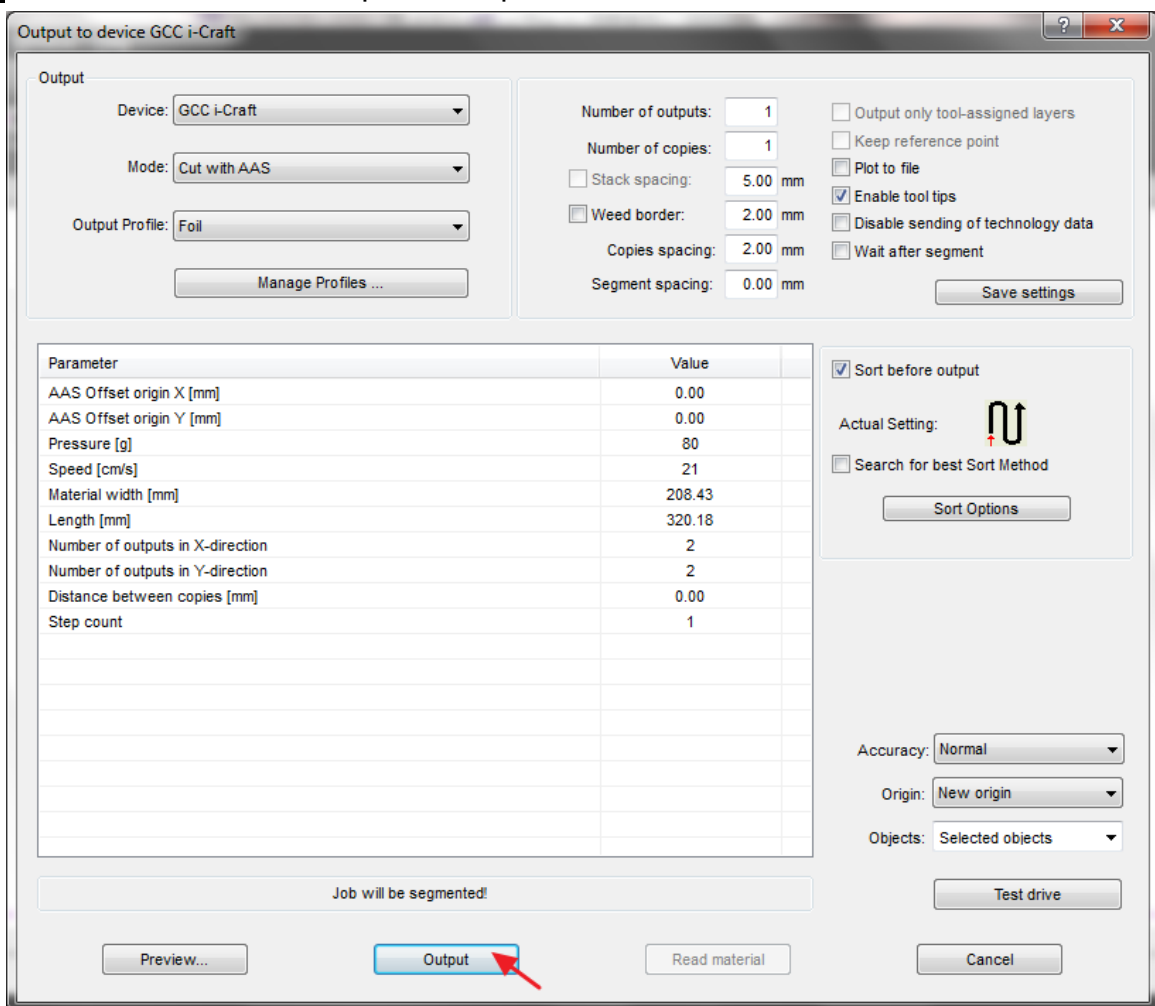 Output to device GCC i-Craft
Output
Device: GCC i-Craft
Mode: Cut with AAS
Output Profile: Foil
Manage Profiles ...
Number of outputs: 1
Number of copies: 1
Stack spacing: 5.00 mm
Weed border: 2.00 mm
Copies spacing: 2.00 mm
Segment spacing: 0.00 mm
Output only tool-assigned layers
Keep reference point
Plot to file
Enable tool tips
Disable sending of technology data
Wait after segment
Save settings
Parameter Value
AAS Offset origin X [mm] 0.00
AAS Offset origin Y [mm] 0.00
Pressure [g] 80
Speed [cm/s] 21
Material width [mm] 208.43
Length [mm] 320.18
Number of outputs in X-direction 2
Number of outputs in Y-direction 2
Distance between copies [mm] 0.00
Step count 1
Sort before output
Actual Setting:
Search for best Sort Method
Sort Options
Accuracy: Normal
Origin: New origin
Objects: Selected objects
Job will be segmented!
Test drive
Preview... Output Read material Cancel